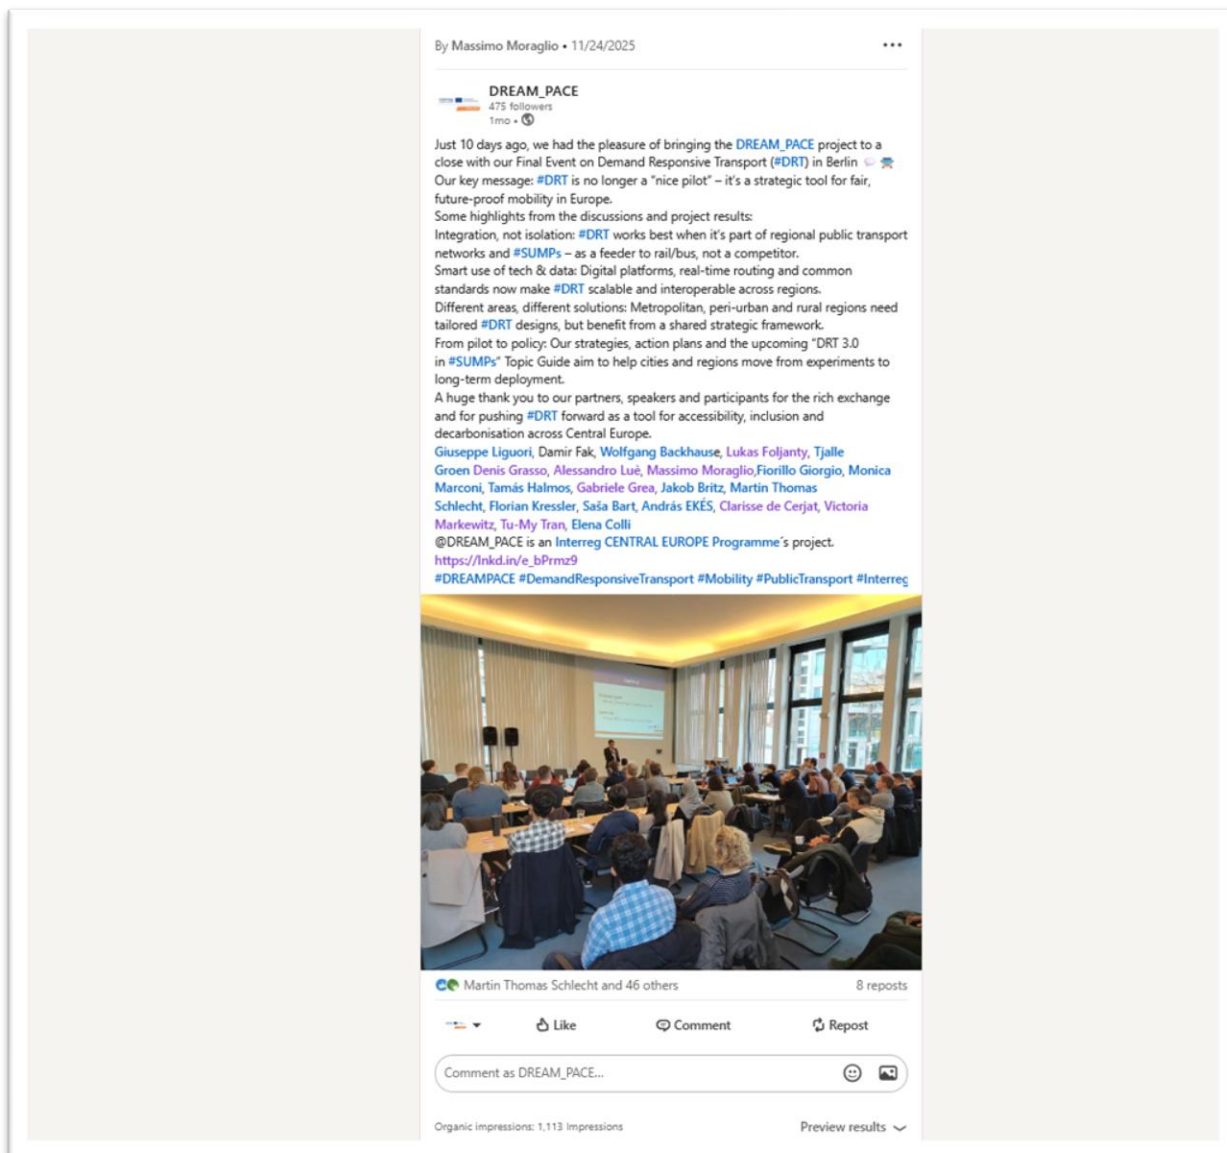 By Massimo Moraglio • 11/24/2025
DREAM_PACE
475 followers
1mo •
Just 10 days ago, we had the pleasure of bringing the DREAM_PACE project to a
close with our Final Event on Demand Responsive Transport (#DRT) in Berlin
Our key message: #DRT is no longer a "nice pilot" – it's a strategic tool for fair,
future-proof mobility in Europe.
Some highlights from the discussions and project results:
Integration, not isolation: #DRT works best when it's part of regional public transport
networks and #SUMPs – as a feeder to rail/bus, not a competitor.
Smart use of tech & data: Digital platforms, real-time routing and common
standards now make #DRT scalable and interoperable across regions.
Different areas, different solutions: Metropolitan, peri-urban and rural regions need
tailored #DRT designs, but benefit from a shared strategic framework.
From pilot to policy: Our strategies, action plans and the upcoming "DRT 3.0
in #SUMPs" Topic Guide aim to help cities and regions move from experiments to
long-term deployment.
A huge thank you to our partners, speakers and participants for the rich exchange
and for pushing #DRT forward as a tool for accessibility, inclusion and
decarbonisation across Central Europe.
Giuseppe Liguori, Damir Fak, Wolfgang Backhause, Lukas Foljanty, Tjalle
Groen Denis Grasso, Alessandro Luè, Massimo Moraglio,Fiorillo Giorgio, Monica
Marconi, Tamás Halmos, Gabriele Grea, Jakob Britz, Martin Thomas
Schlecht, Florian Kressler, Saša Bart, András EKÉS, Clarisse de Cerjat, Victoria
Markewitz, Tu-My Tran, Elena Colli
@DREAM_PACE is an Interreg CENTRAL EUROPE Programme´s project.
https://lnkd.in/e_bPrmz9
#DREAMPACE #DemandResponsiveTransport #Mobility #PublicTransport #Interreg
Martin Thomas Schlecht and 46 others 8 reposts
Like Comment Repost
Comment as DREAM_PACE...
Organic impressions: 1,113 Impressions Preview results